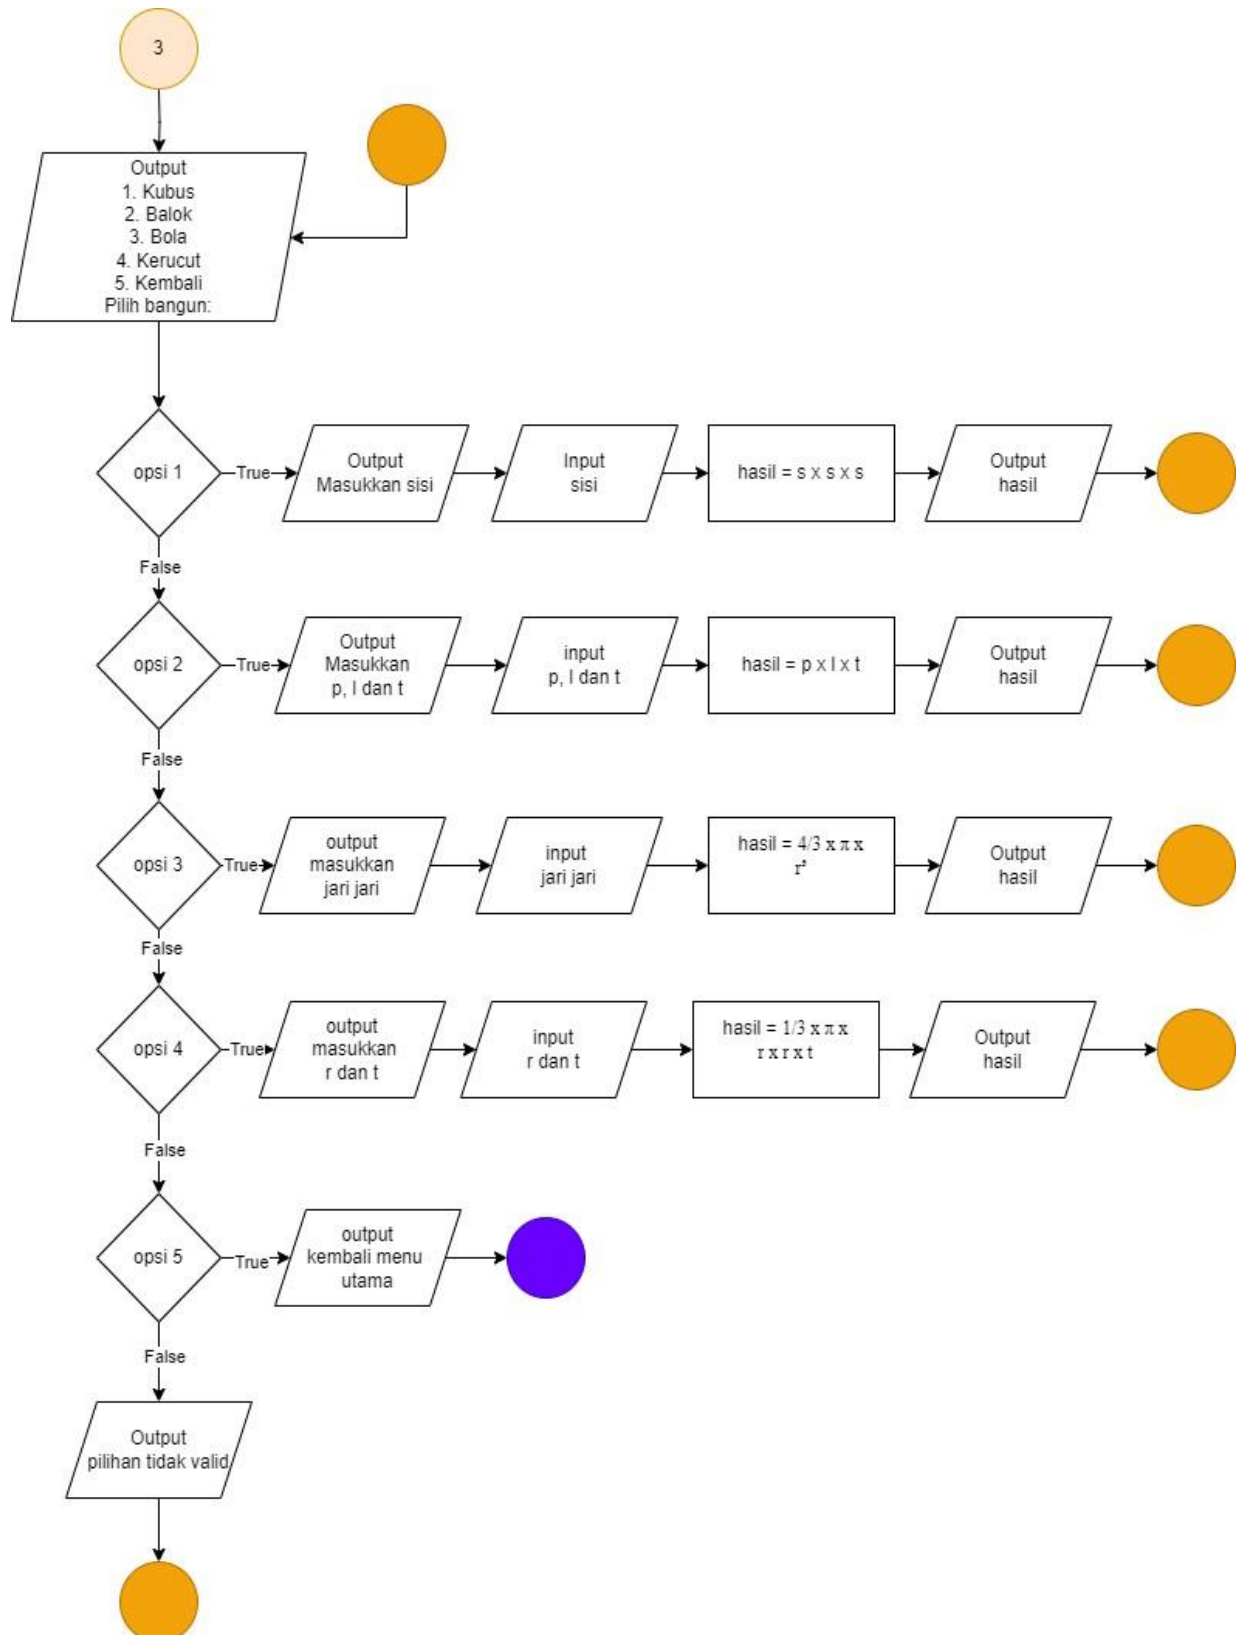 3
Output
1. Kubus
2. Balok
3. Bola
4. Kerucut
5. Kembali
Pilih bangun:
opsi 1
True
Output
Masukkan sisi
Input
sisi
hasil = s x s x s
Output
hasil
False
opsi 2
True
Output
Masukkan
p, l dan t
input
p, l dan t
hasil = p x l x t
Output
hasil
False
opsi 3
True
output
masukkan
jari jari
input
jari jari
hasil = 4/3 x π x
r³
Output
hasil
False
opsi 4
True
output
masukkan
r dan t
input
r dan t
hasil = 1/3 x π x
r x r x t
Output
hasil
False
opsi 5
True
output
kembali menu
utama
False
Output
pilihan tidak valid